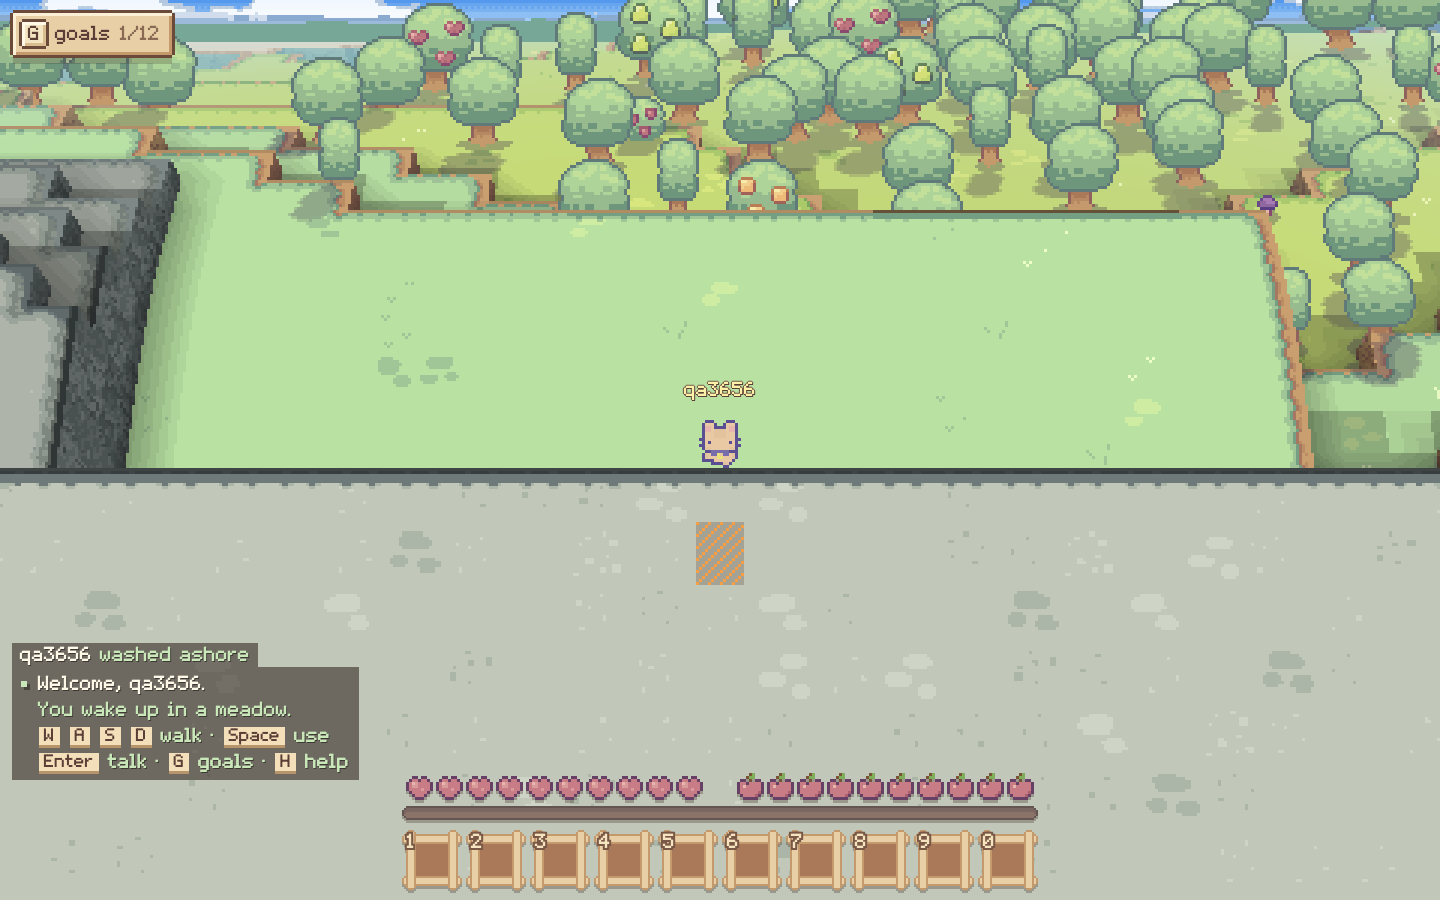 G goals 1/12
qa3656
qa3656 washed ashore
Welcome, qa3656.
You wake up in a meadow.
W A S D walk · Space use
Enter talk · G goals · H help
1 2 3 4 5 6 7 8 9 0